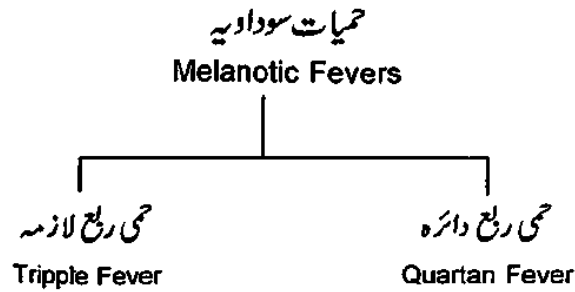 حمیات سوداویہ
Melanotic Fevers
حمی ربع دائرہ
حمی ربع لازمہ
Tripple Fever
Quartan Fever